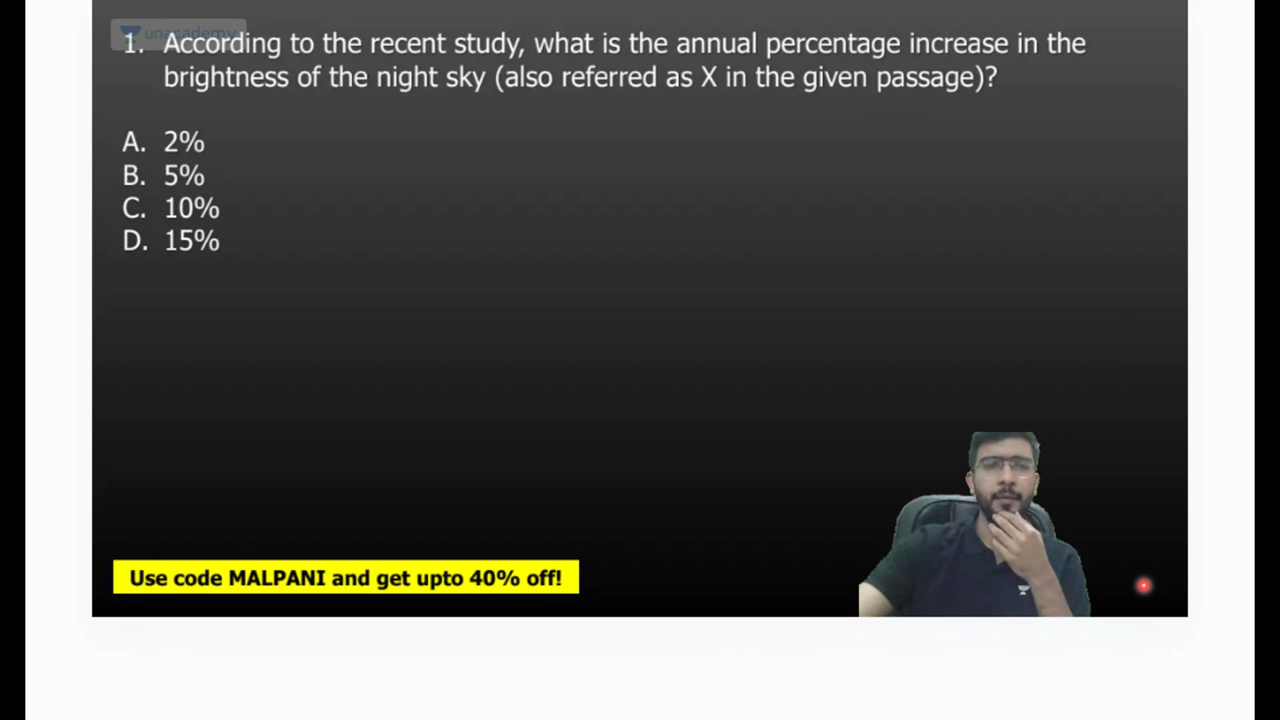 unacademy
1. According to the recent study, what is the annual percentage increase in the
brightness of the night sky (also referred as X in the given passage)?
A. 2%
B. 5%
C. 10%
D. 15%
Use code MALPANI and get upto 40% off!